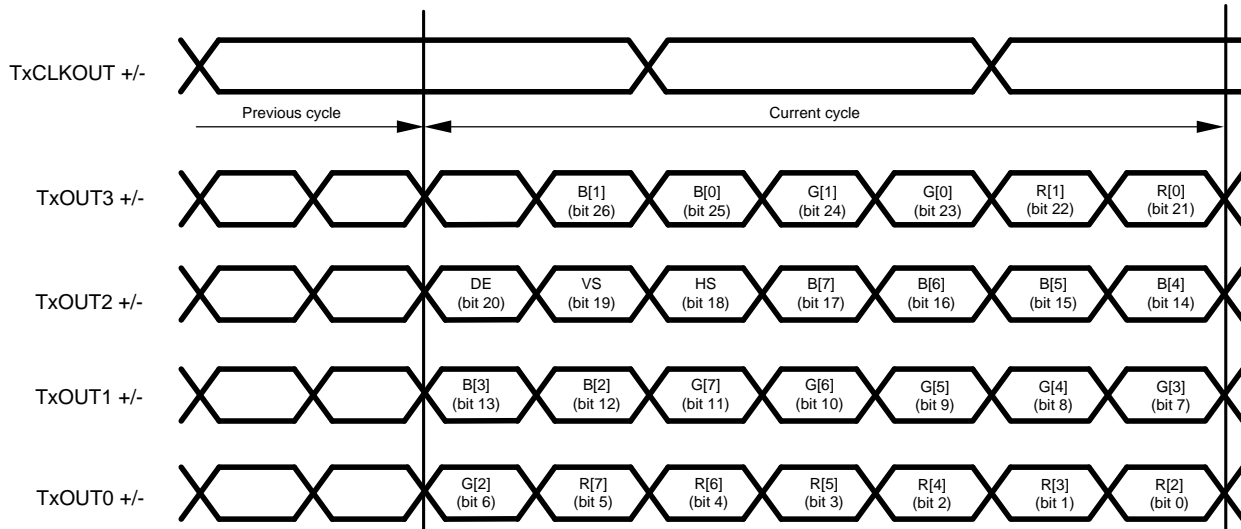 TxCLKOUT +/-
Previous cycle
Current cycle
TxOUT3 +/-
B[1]
(bit 26)
B[0]
(bit 25)
G[1]
(bit 24)
G[0]
(bit 23)
R[1]
(bit 22)
R[0]
(bit 21)
TxOUT2 +/-
DE
(bit 20)
VS
(bit 19)
HS
(bit 18)
B[7]
(bit 17)
B[6]
(bit 16)
B[5]
(bit 15)
B[4]
(bit 14)
TxOUT1 +/-
B[3]
(bit 13)
B[2]
(bit 12)
G[7]
(bit 11)
G[6]
(bit 10)
G[5]
(bit 9)
G[4]
(bit 8)
G[3]
(bit 7)
TxOUT0 +/-
G[2]
(bit 6)
R[7]
(bit 5)
R[6]
(bit 4)
R[5]
(bit 3)
R[4]
(bit 2)
R[3]
(bit 1)
R[2]
(bit 0)